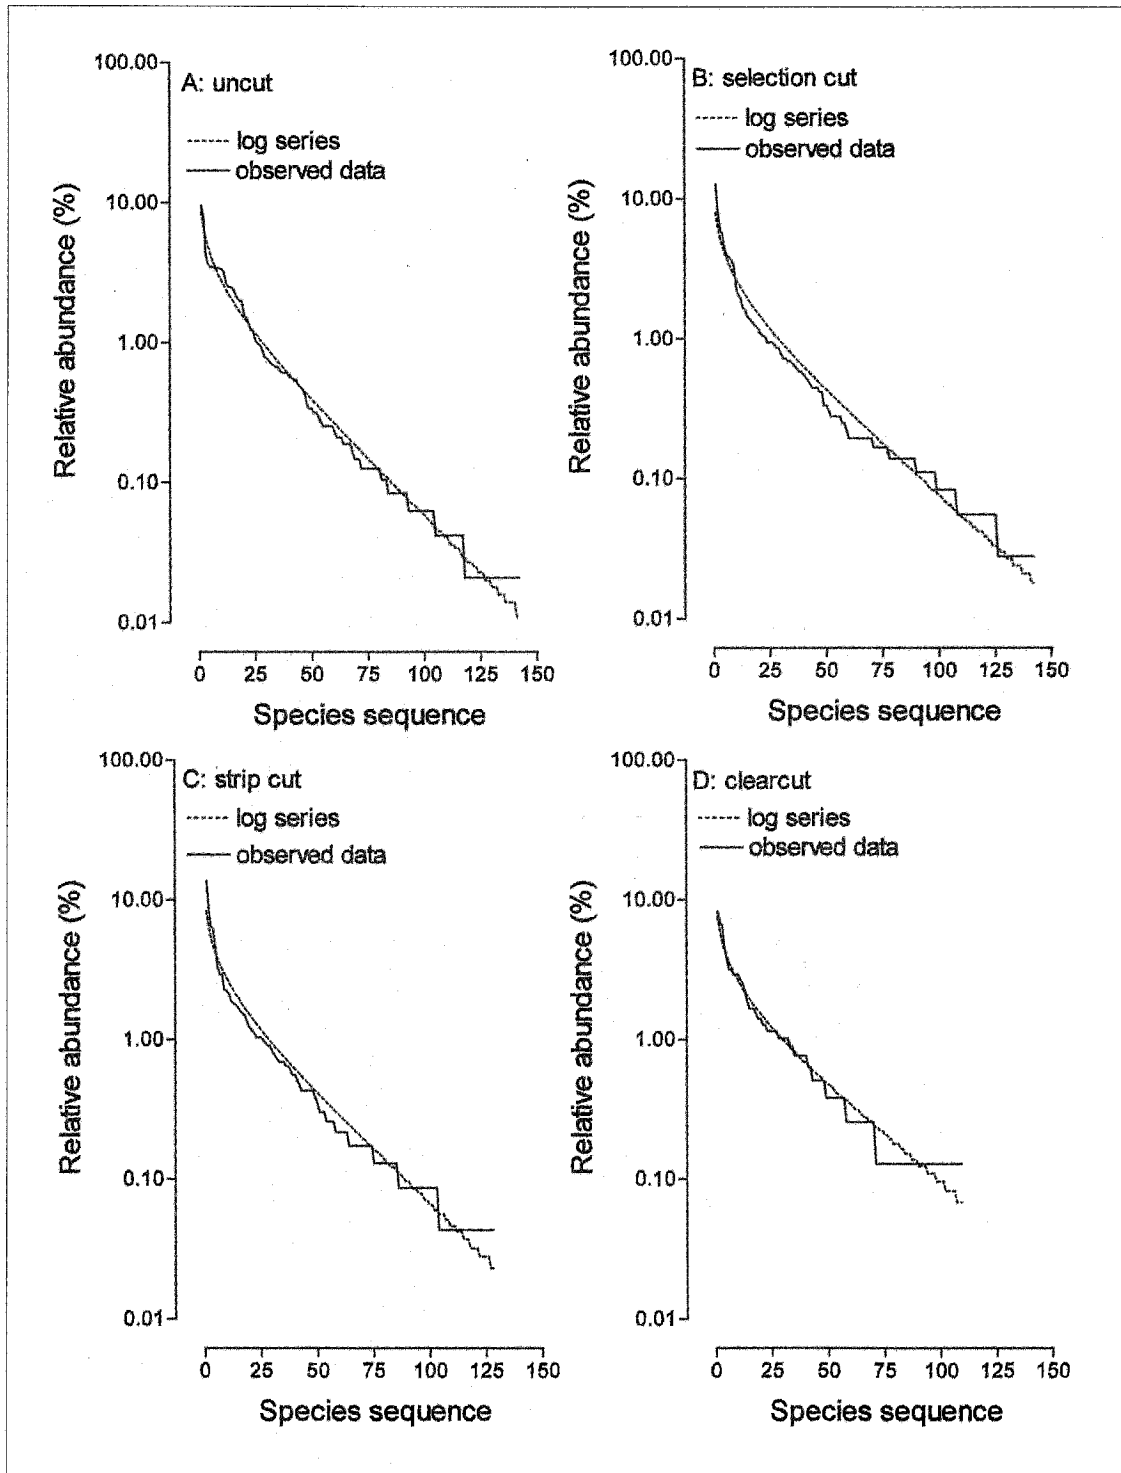 A: uncut
log series
observed data
100.00
10.00
1.00
0.10
0.01
Relative abundance (%)
0 25 50 75 100 125 150
Species sequence
B: selection cut
log series
observed data
100.00
10.00
1.00
0.10
0.01
Relative abundance (%)
0 25 50 75 100 125 150
Species sequence
C: strip cut
log series
observed data
100.00
10.00
1.00
0.10
0.01
Relative abundance (%)
0 25 50 75 100 125 150
Species sequence
D: clearcut
log series
observed data
100.00
10.00
1.00
0.10
0.01
Relative abundance (%)
0 25 50 75 100 125 150
Species sequence